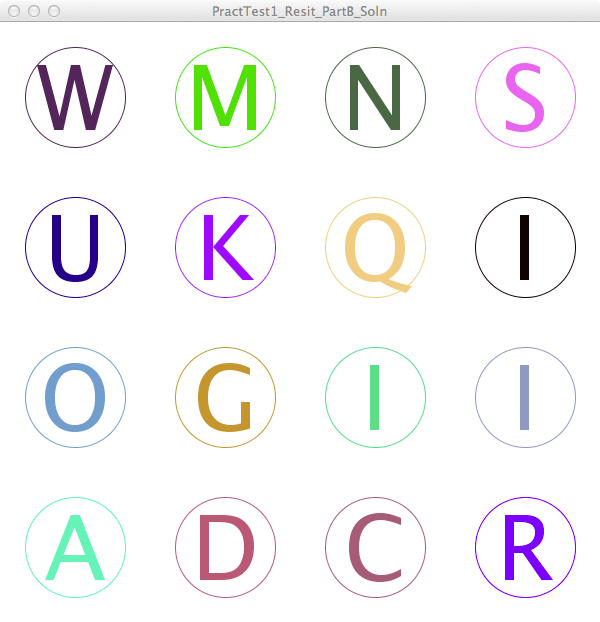 PractTest1_Resit_PartB_Soln
W M N S
U K Q I
O G I I
A D C R